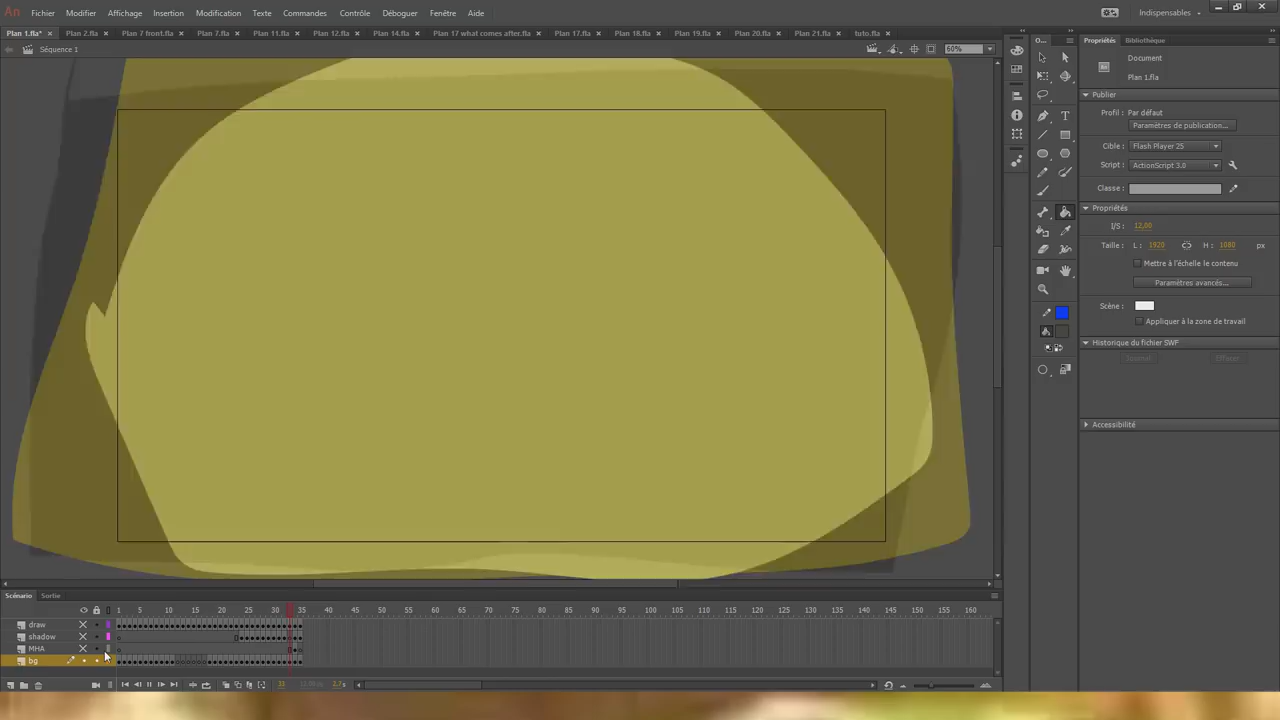 An Fichier Modifier Affichage Insertion Modification Texte Commandes Contrôle Déboguer Fenêtre Aide Indispensables
Plan 1.fla* Plan 2.fla Plan 7 front.fla Plan 7.fla Plan 11.fla Plan 12.fla Plan 14.fla Plan 17 what comes after.fla Plan 17.fla Plan 18.fla Plan 19.fla Plan 20.fla Plan 21.fla tuto.fla
Séquence 1 60%
O...
Propriétés Bibliothèque
Document
Plan 1.fla
Publier
Profil : Par défaut
Paramètres de publication...
Cible : Flash Player 25
Script : ActionScript 3.0
Classe :
Propriétés
I/S : 12,00
Taille : L : 1920 H : 1080 px
Mettre à l'échelle le contenu
Paramètres avancés...
Scène :
Appliquer à la zone de travail
Historique du fichier SWF
Effacer
Accessibilité
Scénario Sortie
1 5 10 15 20 25 30 35 40 45 50 55 60 65 70 75 80 85 90 95 100 105 110 115 120 125 130 135 140 145 150 155 160
draw
shadow
MHA
bg
33 2.7s